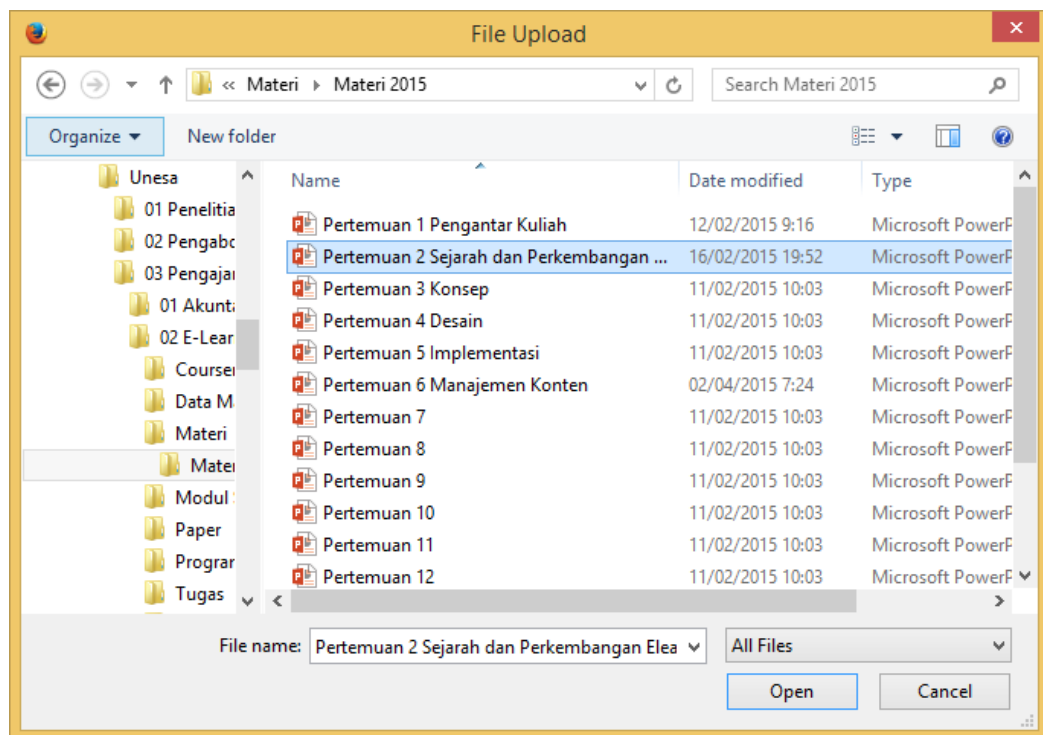 File Upload
« Materi Materi 2015 Search Materi 2015
Organize New folder
Name Date modified Type
Unesa
01 Penelitia
02 Pengabd
03 Pengajar
01 Akunta
02 E-Lear
Courser
Data M
Materi
Mater
Modul
Paper
Program
Tugas
Pertemuan 1 Pengantar Kuliah 12/02/2015 9:16 Microsoft PowerP
Pertemuan 2 Sejarah dan Perkembangan ... 16/02/2015 19:52 Microsoft PowerP
Pertemuan 3 Konsep 11/02/2015 10:03 Microsoft PowerP
Pertemuan 4 Desain 11/02/2015 10:03 Microsoft PowerP
Pertemuan 5 Implementasi 11/02/2015 10:03 Microsoft PowerP
Pertemuan 6 Manajemen Konten 02/04/2015 7:24 Microsoft PowerP
Pertemuan 7 11/02/2015 10:03 Microsoft PowerP
Pertemuan 8 11/02/2015 10:03 Microsoft PowerP
Pertemuan 9 11/02/2015 10:03 Microsoft PowerP
Pertemuan 10 11/02/2015 10:03 Microsoft PowerP
Pertemuan 11 11/02/2015 10:03 Microsoft PowerP
Pertemuan 12 11/02/2015 10:03 Microsoft PowerP
File name: Pertemuan 2 Sejarah dan Perkembangan Elea All Files
Open Cancel